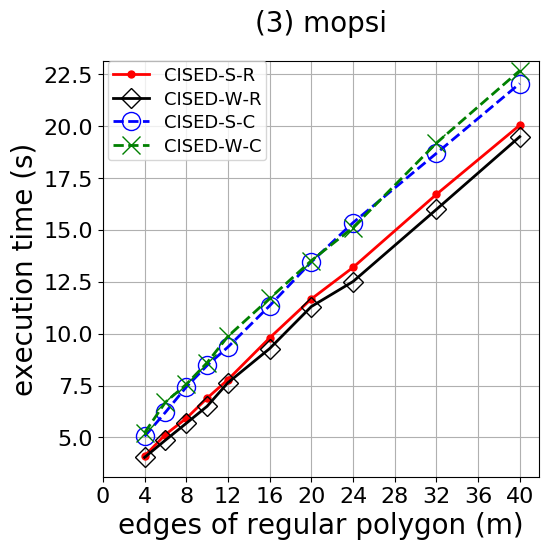 (3) mopsi
CISED-S-R
CISED-W-R
CISED-S-C
CISED-W-C
execution time (s)
22.5
20.0
17.5
15.0
12.5
10.0
7.5
5.0
0 4 8 12 16 20 24 28 32 36 40
edges of regular polygon (m)